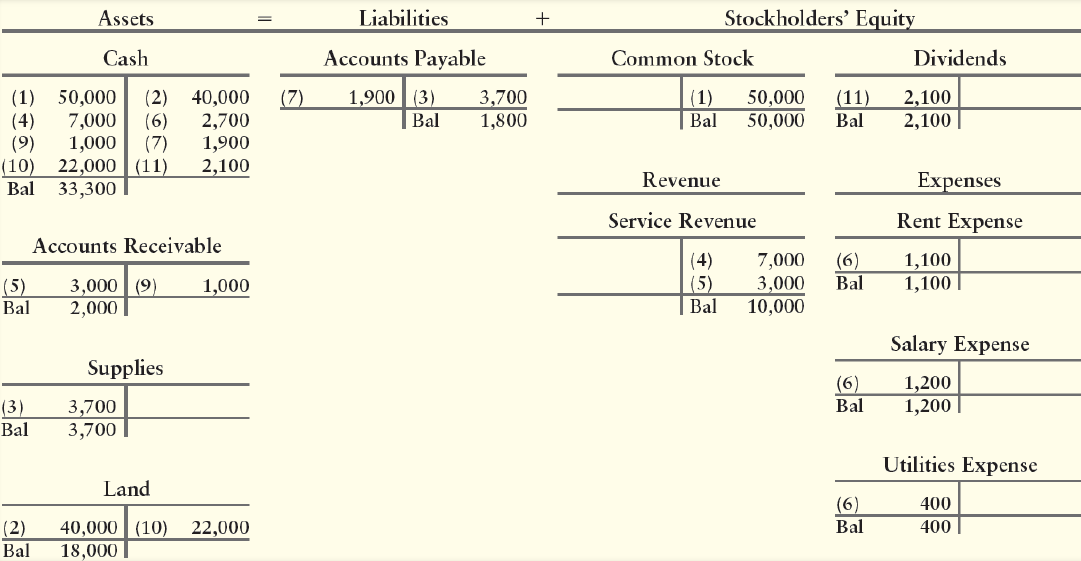 Assets = Liabilities + Stockholders' Equity
Cash
(1) 50,000 (2) 40,000
(4) 7,000 (6) 2,700
(9) 1,000 (7) 1,900
(10) 22,000 (11) 2,100
Bal 33,300
Accounts Receivable
(5) 3,000 (9) 1,000
Bal 2,000
Supplies
(3) 3,700
Bal 3,700
Land
(2) 40,000 (10) 22,000
Bal 18,000
Accounts Payable
(7) 1,900 (3) 3,700
Bal 1,800
Common Stock
(1) 50,000
Bal 50,000
Revenue
Service Revenue
(4) 7,000
(5) 3,000
Bal 10,000
Dividends
(11) 2,100
Bal 2,100
Expenses
Rent Expense
(6) 1,100
Bal 1,100
Salary Expense
(6) 1,200
Bal 1,200
Utilities Expense
(6) 400
Bal 400